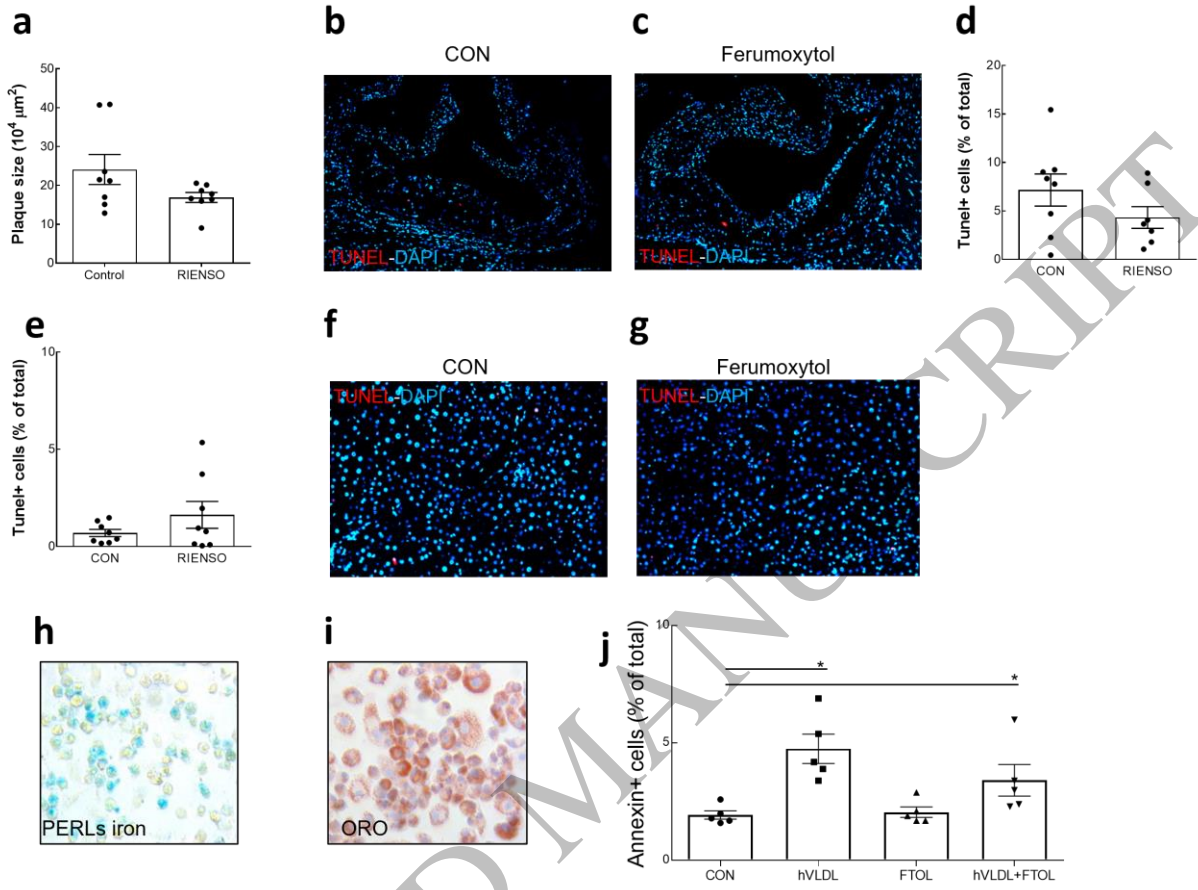 a
Plaque size (10⁴ µm²)
50
40
30
20
10
0
Control RIENSO
b
CON
TUNEL-DAPI
c
Ferumoxytol
TUNEL-DAPI
d
Tunel+ cells (% of total)
20
15
10
5
0
CON RIENSO
e
Tunel+ cells (% of total)
10
5
0
CON RIENSO
f
CON
TUNEL-DAPI
g
Ferumoxytol
TUNEL-DAPI
h
PERLs iron
i
ORO
j
Annexin+ cells (% of total)
10
5
0
* 
*
CON hVLDL FTOL hVLDL+FTOL
D MANUSCRIPT